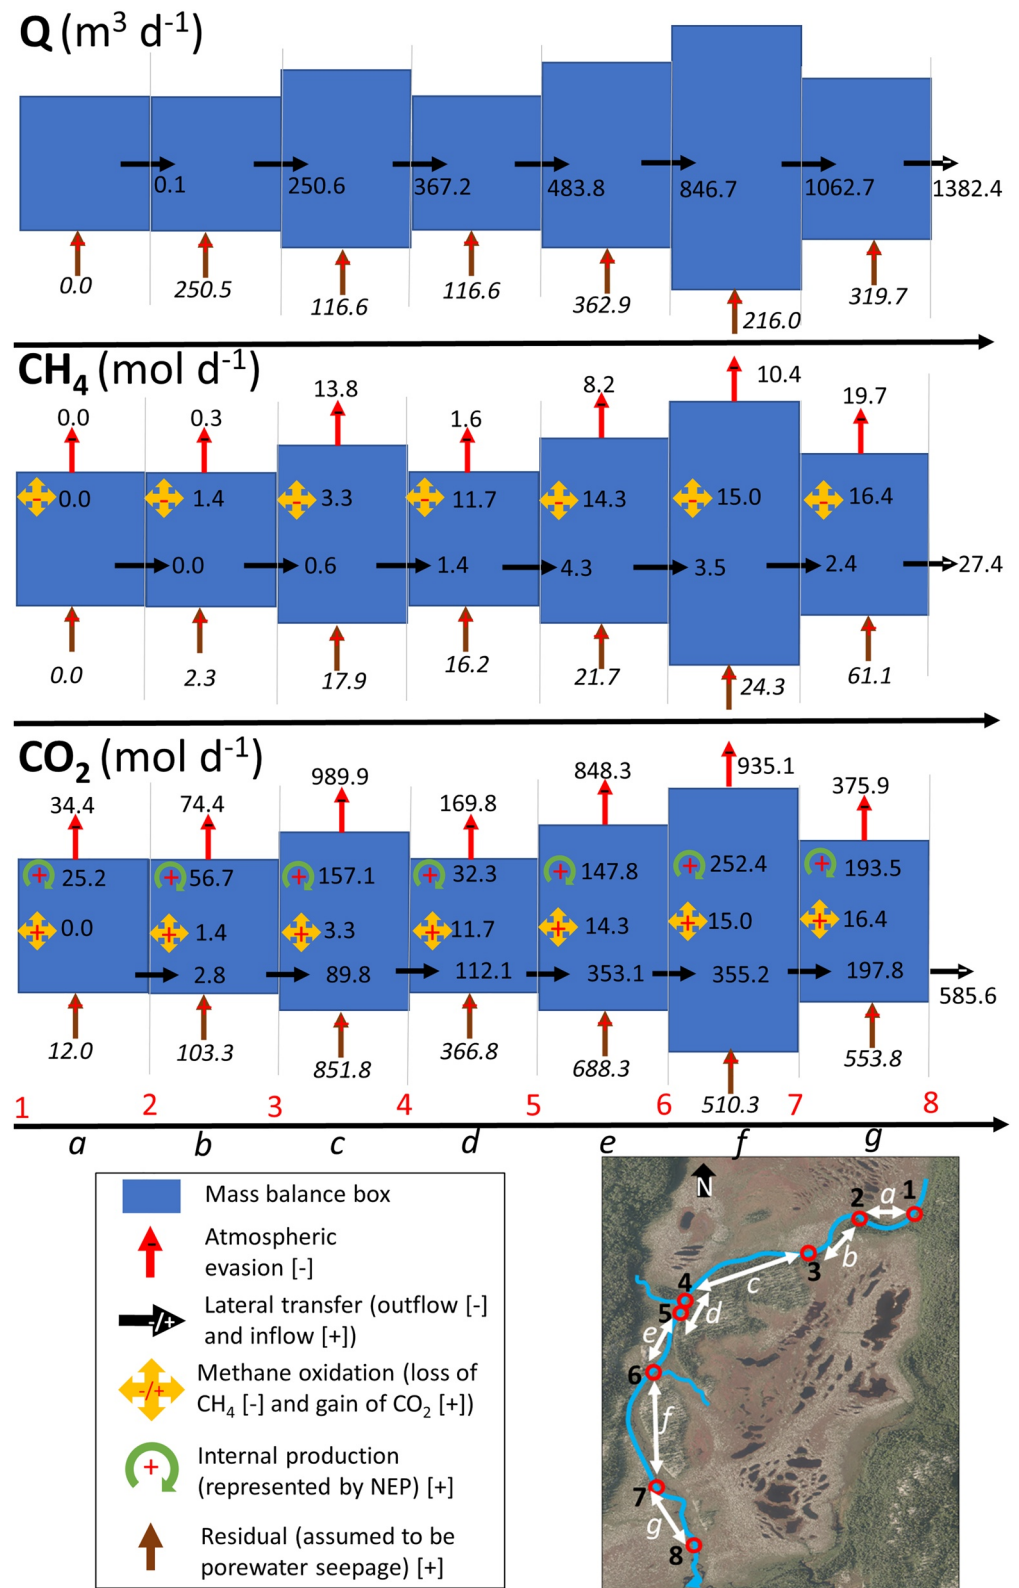 Q (m³ d⁻¹)
0.1 250.6 367.2 483.8 846.7 1062.7 1382.4
0.0 250.5 116.6 116.6 362.9 216.0 319.7
CH₄ (mol d⁻¹)
0.0 0.3 13.8 1.6 8.2 10.4 19.7
- 0.0 - 1.4 - 3.3 - 11.7 - 14.3 - 15.0 - 16.4
0.0 0.6 1.4 4.3 3.5 2.4 27.4
0.0 2.3 17.9 16.2 21.7 24.3 61.1
CO₂ (mol d⁻¹)
34.4 74.4 989.9 169.8 848.3 935.1 375.9
+ 25.2 + 56.7 + 157.1 + 32.3 + 147.8 + 252.4 + 193.5
+ 0.0 + 1.4 + 3.3 + 11.7 + 14.3 + 15.0 + 16.4
2.8 89.8 112.1 353.1 355.2 197.8 585.6
12.0 103.3 851.8 366.8 688.3 510.3 553.8
1 2 3 4 5 6 7 8
a b c d e f g
Mass balance box
- Atmospheric
evasion [-]
-/+ Lateral transfer (outflow [-]
and inflow [+])
-/+ Methane oxidation (loss of
CH₄ [-] and gain of CO₂ [+])
+ Internal production
(represented by NEP) [+]
Residual (assumed to be
porewater seepage) [+]
N
1
a
2
b
3
c
4
d
5
e
6
f
7
g
8